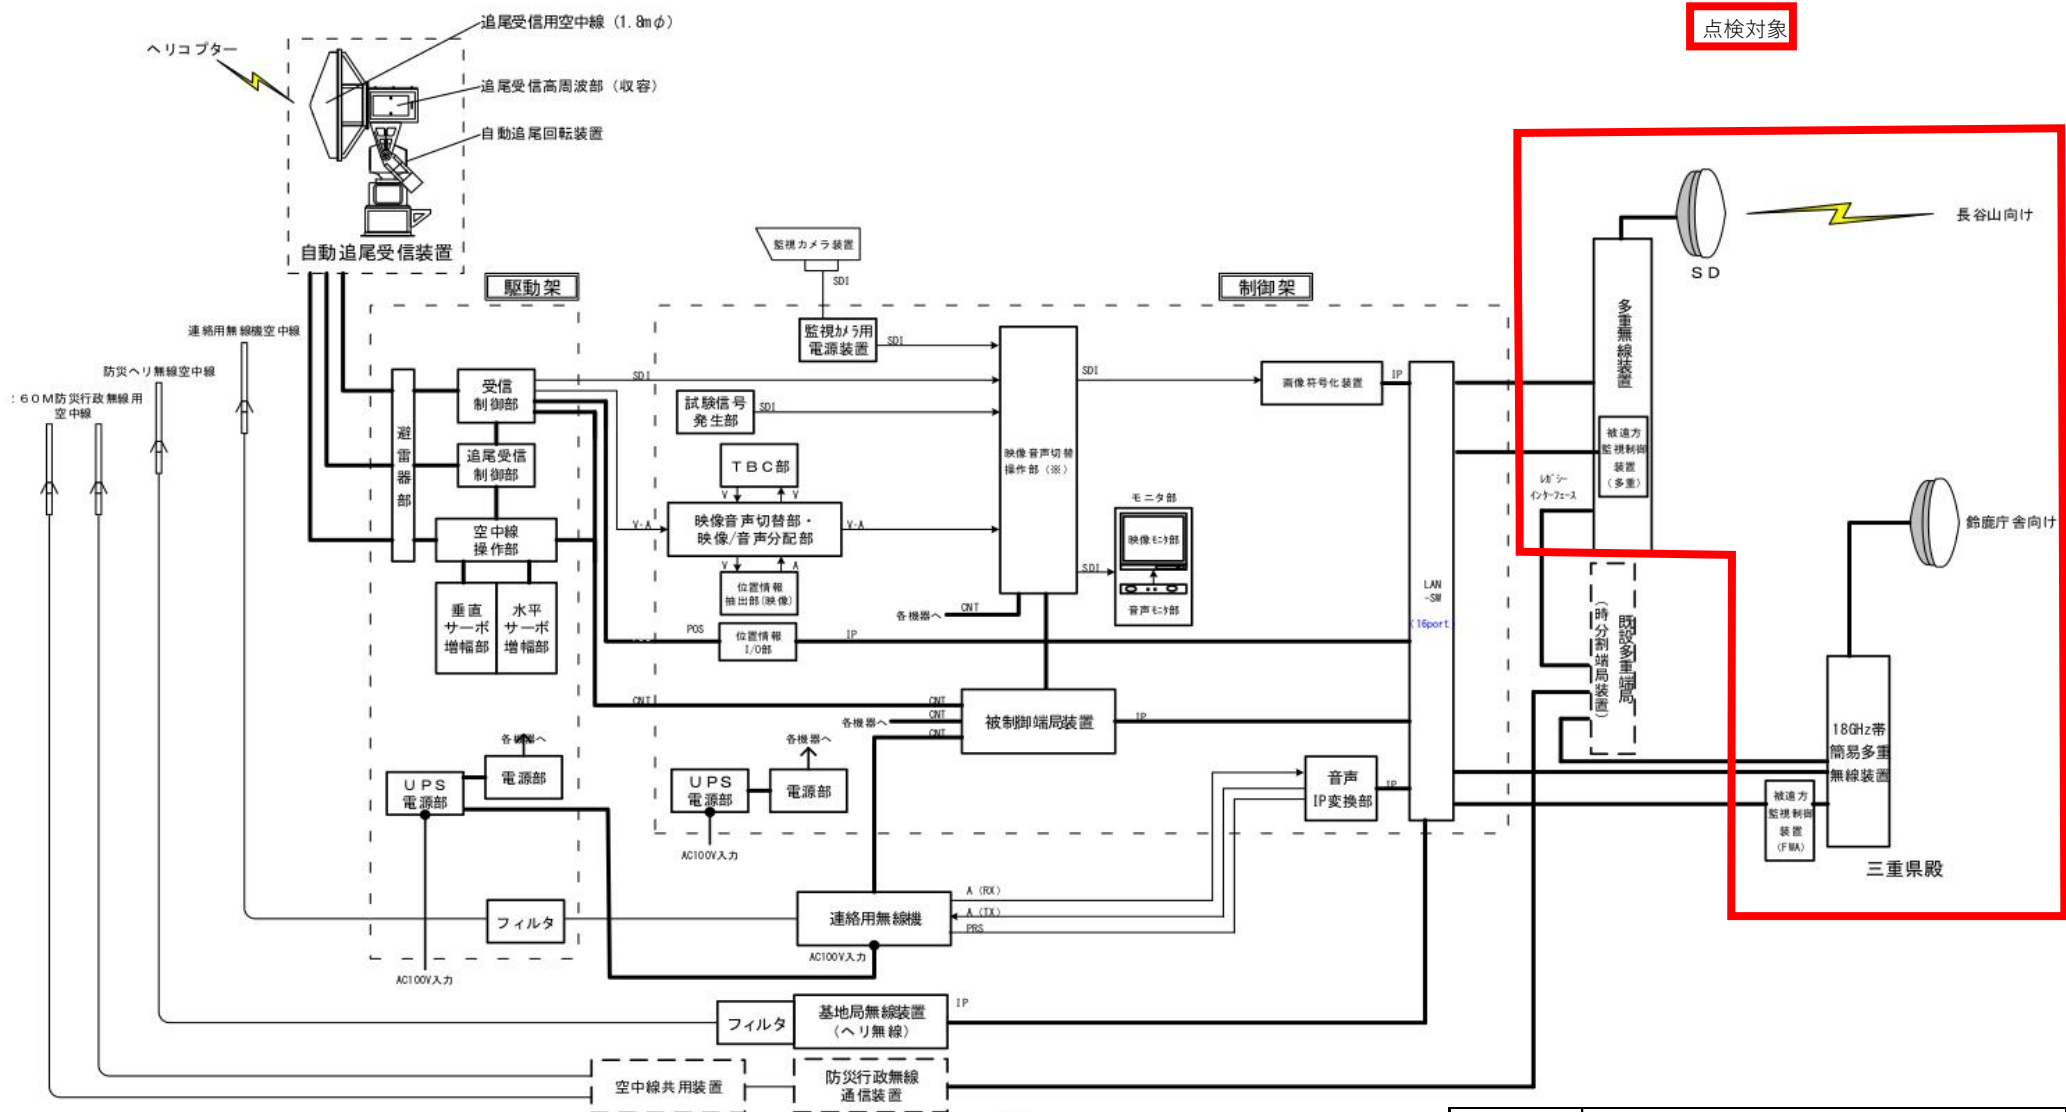 点検対象
追尾受信用空中線（1.8mφ）
ヘリコプター
追尾受信高周波部（収容）
自動追尾回転装置
自動追尾受信装置
長谷山向け
ＳＤ
駆動架
監視カメラ装置
SDI
制御架
連絡用無線機空中線
防災ヘリ無線空中線
６０Ｍ防災行政無線用
空中線
監視ｶﾒﾗ用
電源装置
SDI
多重無線装置
避雷器部
受信
制御部
SDI
試験信号
発生部
SDI
映像音声切替
操作部（※）
SDI
画像符号化装置
IP
追尾受信
制御部
ＴＢＣ部
V
V
被遠方
監視制御
装置
（多重）
ﾚｶﾞｼｰ
ｲﾝﾀｰﾌｪｰｽ
鈴鹿庁舎向け
空中線
操作部
V-A
映像音声切替部・
映像/音声分配部
V-A
モニタ部
映像ﾓﾆﾀ部
音声ﾓﾆﾀ部
SDI
V
A
位置情報
抽出部(映像)
垂直
サーボ
増幅部
水平
サーボ
増幅部
各機器へ
CNT
POS
位置情報
I/O部
IP
LAN
-SW
(16port)
既設多重端局
（時分割端局装置）
CNT
CNT
各機器へ
CNT
CNT
被制御端局装置
IP
18GHz帯
簡易多重
無線装置
各機器へ
ＵＰＳ
電源部
電源部
各機器へ
ＵＰＳ
電源部
電源部
音声
IP変換部
IP
被遠方
監視制御
装置
(FWA)
AC100V入力
三重県殿
フィルタ
連絡用無線機
A (RX)
A (TX)
PRS
AC100V入力
AC100V入力
フィルタ
基地局無線装置
（ヘリ無線）
IP
空中線共用装置
防災行政無線
通信装置